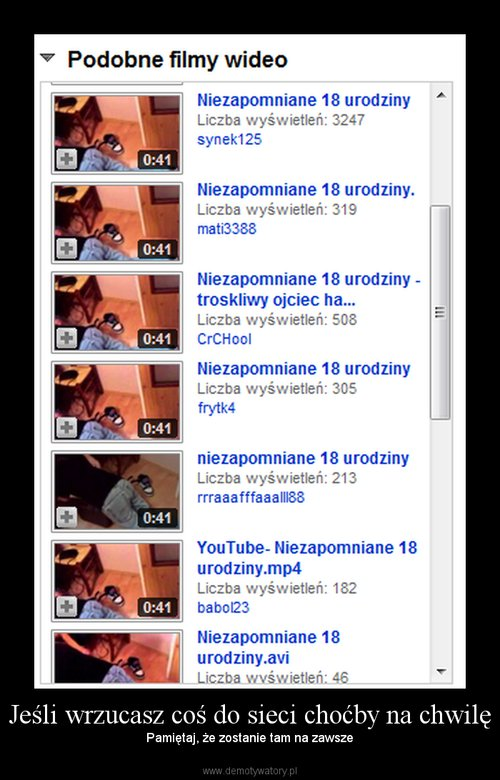 Podobne filmy wideo
Niezapomniane 18 urodziny
Liczba wyświetleń: 3247
synek125
0:41
Niezapomniane 18 urodziny.
Liczba wyświetleń: 319
mati3388
0:41
Niezapomniane 18 urodziny -
troskliwy ojciec ha...
Liczba wyświetleń: 508
CrCHool
0:41
Niezapomniane 18 urodziny
Liczba wyświetleń: 305
frytk4
0:41
niezapomniane 18 urodziny
Liczba wyświetleń: 213
rrraaafffaaalll88
0:41
YouTube- Niezapomniane 18
urodziny.mp4
Liczba wyświetleń: 182
babol23
0:41
Niezapomniane 18
urodziny.avi
Liczba wyświetleń: 46
Jeśli wrzucasz coś do sieci choćby na chwilę
Pamiętaj, że zostanie tam na zawsze
www.demotywatory.pl